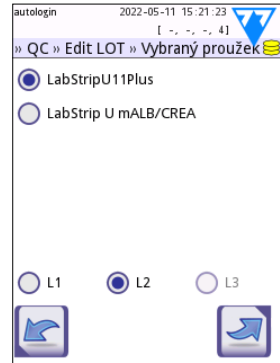 autologin 2022-05-11 15:21:23
[ -, -, -, 4]
» QC » Edit LOT » Vybraný proužek
LabStripU11Plus
LabStrip U mALB/CREA
L1 L2 L3